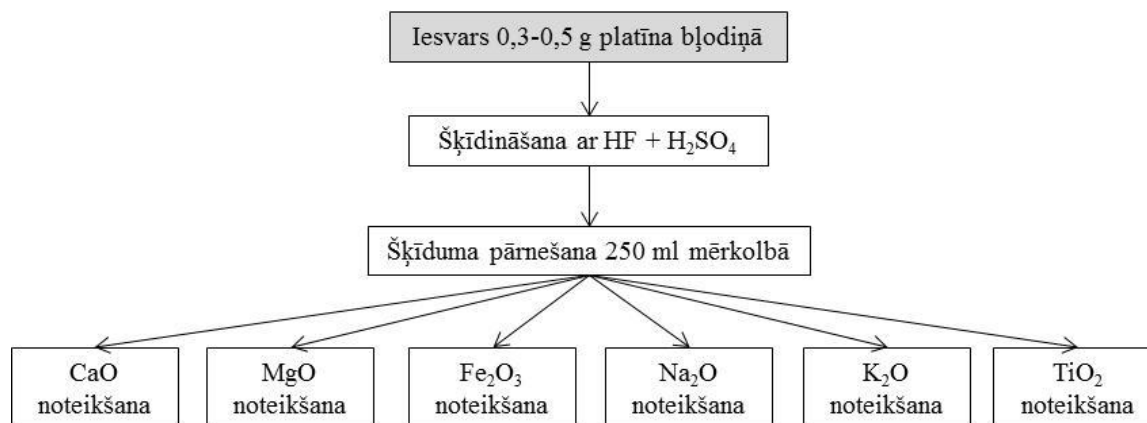 Iesvars 0,3-0,5 g platīna bļodiņā
Šķīdināšana ar HF + H₂SO₄
Šķīduma pārnešana 250 ml mērkolbā
CaO
noteikšana
MgO
noteikšana
Fe₂O₃
noteikšana
Na₂O
noteikšana
K₂O
noteikšana
TiO₂
noteikšana